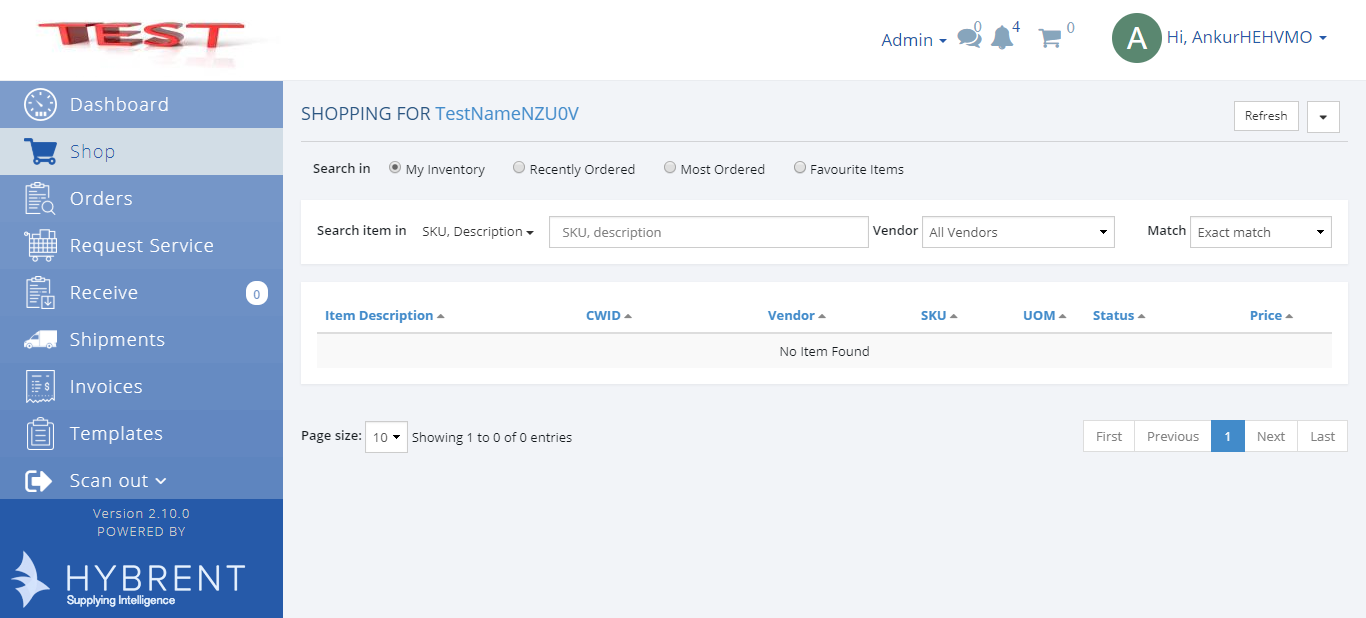 TEST
Admin 0 4 0 A Hi, AnkurHEHVMO
Dashboard
Shop
Orders
Request Service
Receive 0
Shipments
Invoices
Templates
Scan out
Version 2.10.0
POWERED BY
HYBRENT
Supplying Intelligence
SHOPPING FOR TestNameNZU0V Refresh
Search in My Inventory Recently Ordered Most Ordered Favourite Items
Search item in SKU, Description SKU, description Vendor All Vendors Match Exact match
Item Description CWID Vendor SKU UOM Status Price
No Item Found
Page size: 10 Showing 1 to 0 of 0 entries First Previous 1 Next Last